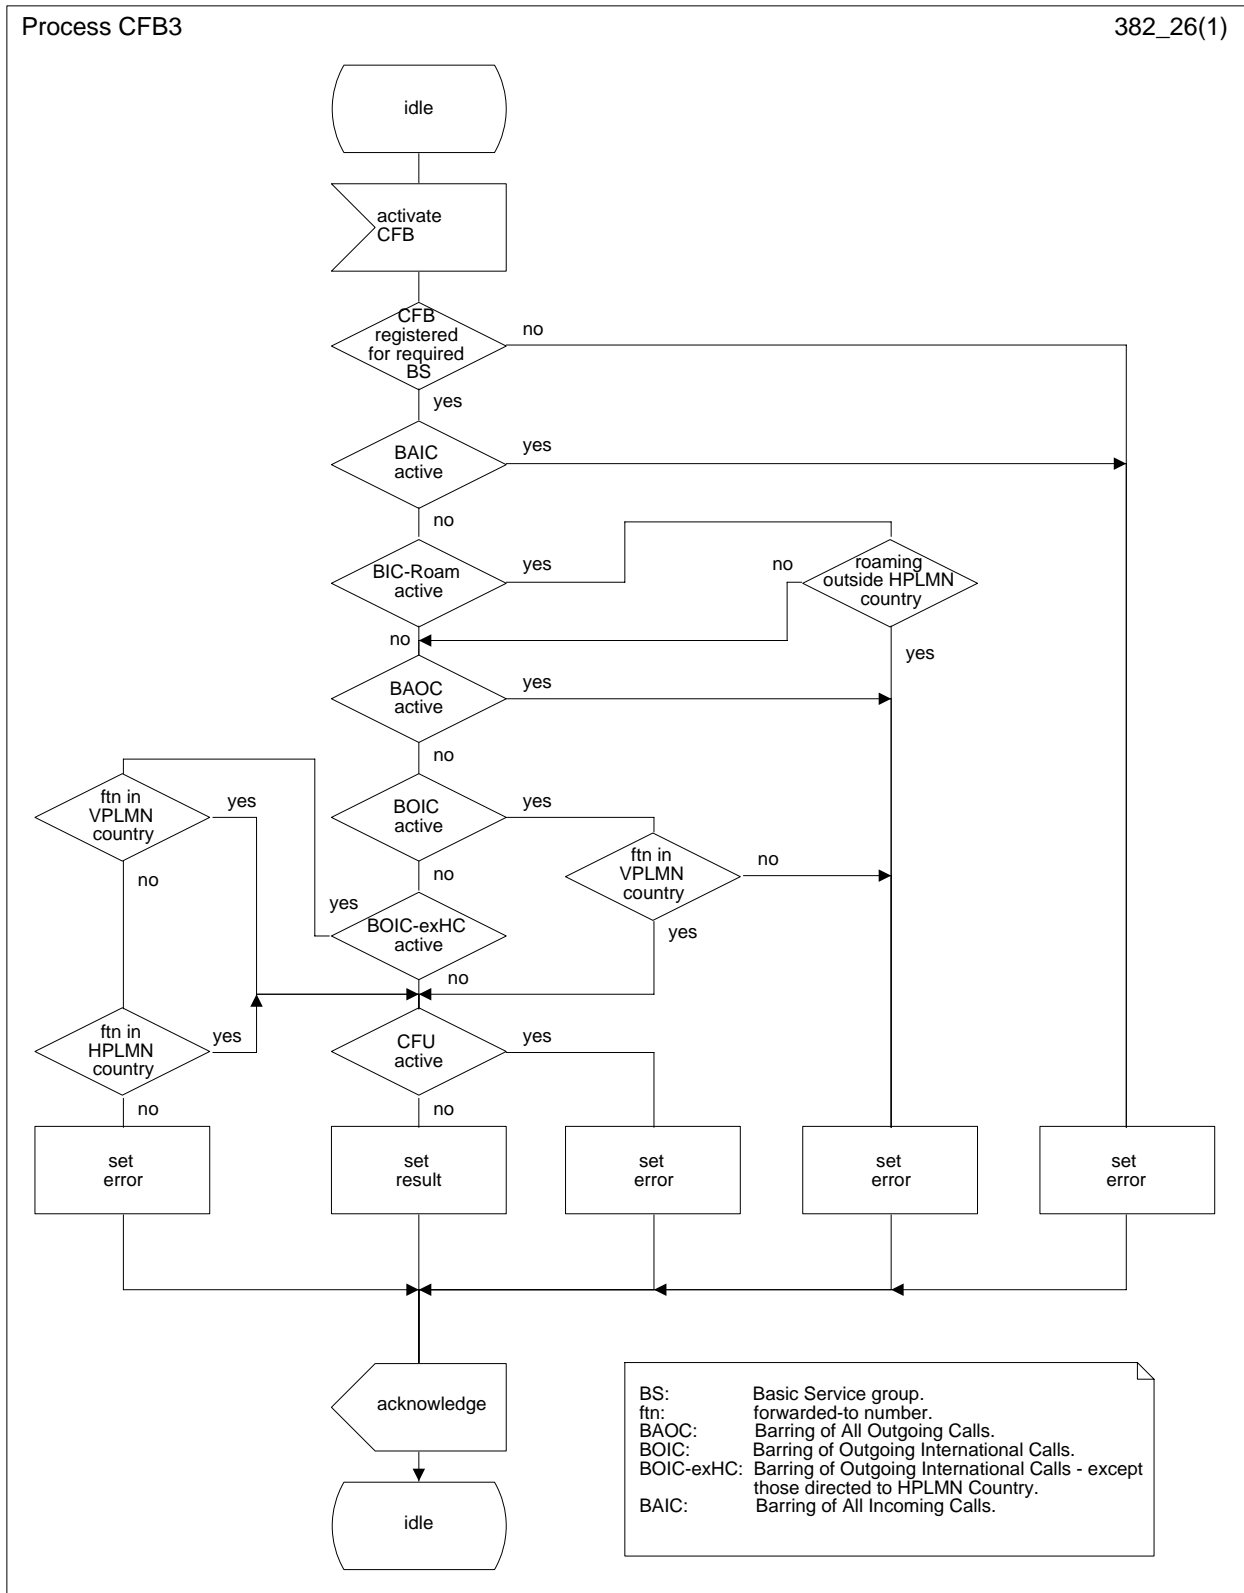 Process CFB3
382_26(1)
idle
activate
CFB
CFB
registered
for required
BS
no
yes
BAIC
active
yes
no
BIC-Roam
active
yes
no
roaming
outside HPLMN
country
no
yes
BAOC
active
yes
no
ftn in
VPLMN
country
yes
no
BOIC
active
yes
no
ftn in
VPLMN
country
no
yes
yes
BOIC-exHC
active
no
ftn in
HPLMN
country
yes
no
CFU
active
yes
no
set
error
set
result
set
error
set
error
set
error
acknowledge
idle
BS: Basic Service group.
ftn: forwarded-to number.
BAOC: Barring of All Outgoing Calls.
BOIC: Barring of Outgoing International Calls.
BOIC-exHC: Barring of Outgoing International Calls - except
those directed to HPLMN Country.
BAIC: Barring of All Incoming Calls.